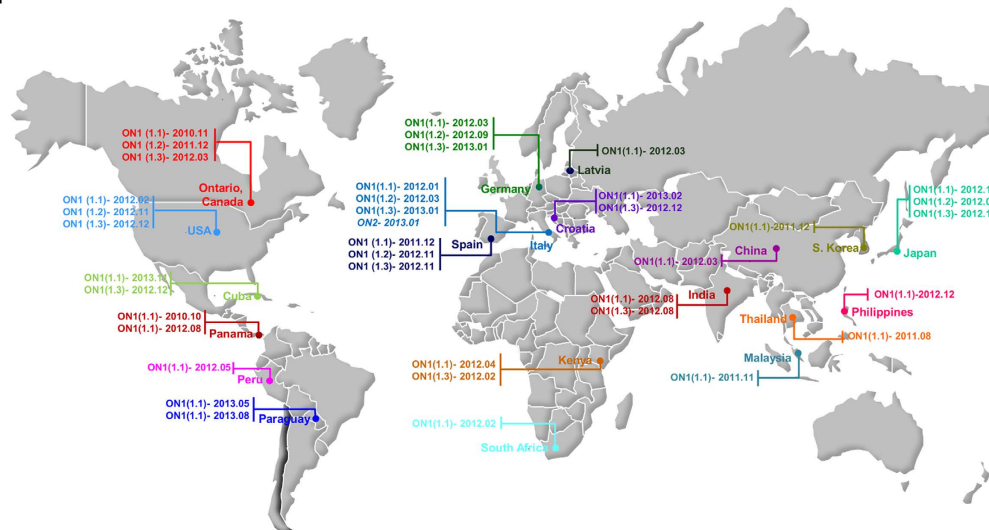 ON1 (1.1)- 2010.11
ON1 (1.2)- 2011.12
ON1 (1.3)- 2012.03
Ontario,
Canada
ON1 (1.1)- 2012.02
ON1 (1.2)- 2012.11
ON1 (1.3)- 2012.12
USA
ON1(1.1)- 2013.11
ON1(1.3)- 2012.12
Cuba
ON1(1.1)- 2010.10
ON1(1.1)- 2012.08
Panama
ON1(1.1)- 2012.05
Peru
ON1(1.1)- 2013.05
ON1(1.1)- 2013.08
Paraguay
ON1(1.1)- 2012.03
ON1(1.2)- 2012.09
ON1(1.3)- 2013.01
Germany
ON1(1.1)- 2012.03
Latvia
ON1(1.1)- 2012.01
ON1(1.2)- 2012.03
ON1(1.3)- 2013.01
ON2- 2013.01
Italy
ON1(1.1)- 2013.02
ON1(1.3)- 2012.12
Croatia
ON1 (1.1)- 2011.12
ON1 (1.2)- 2012.11
ON1 (1.3)- 2012.11
Spain
ON1(1.1)- 2012.04
ON1(1.3)- 2012.02
Kenya
ON1(1.1)- 2012.02
South Africa
ON1(1.1)- 2012.08
ON1(1.3)- 2012.08
India
ON1(1.1)- 2012.03
China
ON1(1.1)-2011.12
S. Korea
ON1(1.1)-
ON1(1.2)-
ON1(1.3)-
Japan
ON1(1.1)-2012.12
Philippines
Thailand
ON1(1.1)- 2011.08
Malaysia
ON1(1.1)- 2011.11